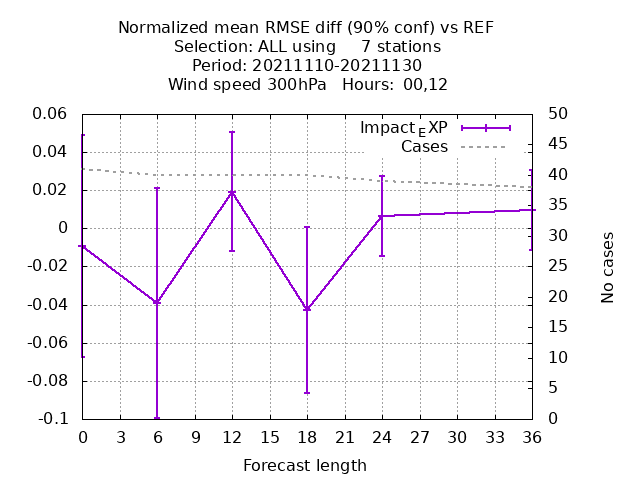 Normalized mean RMSE diff (90% conf) vs REF
Selection: ALL using     7 stations
Period: 20211110-20211130
Wind speed 300hPa   Hours: 00,12
Impact_EXP
Cases
0.06
0.04
0.02
0
-0.02
-0.04
-0.06
-0.08
-0.1
50
45
40
35
30
25
20
15
10
5
0
No cases
0 3 6 9 12 15 18 21 24 27 30 33 36
Forecast length